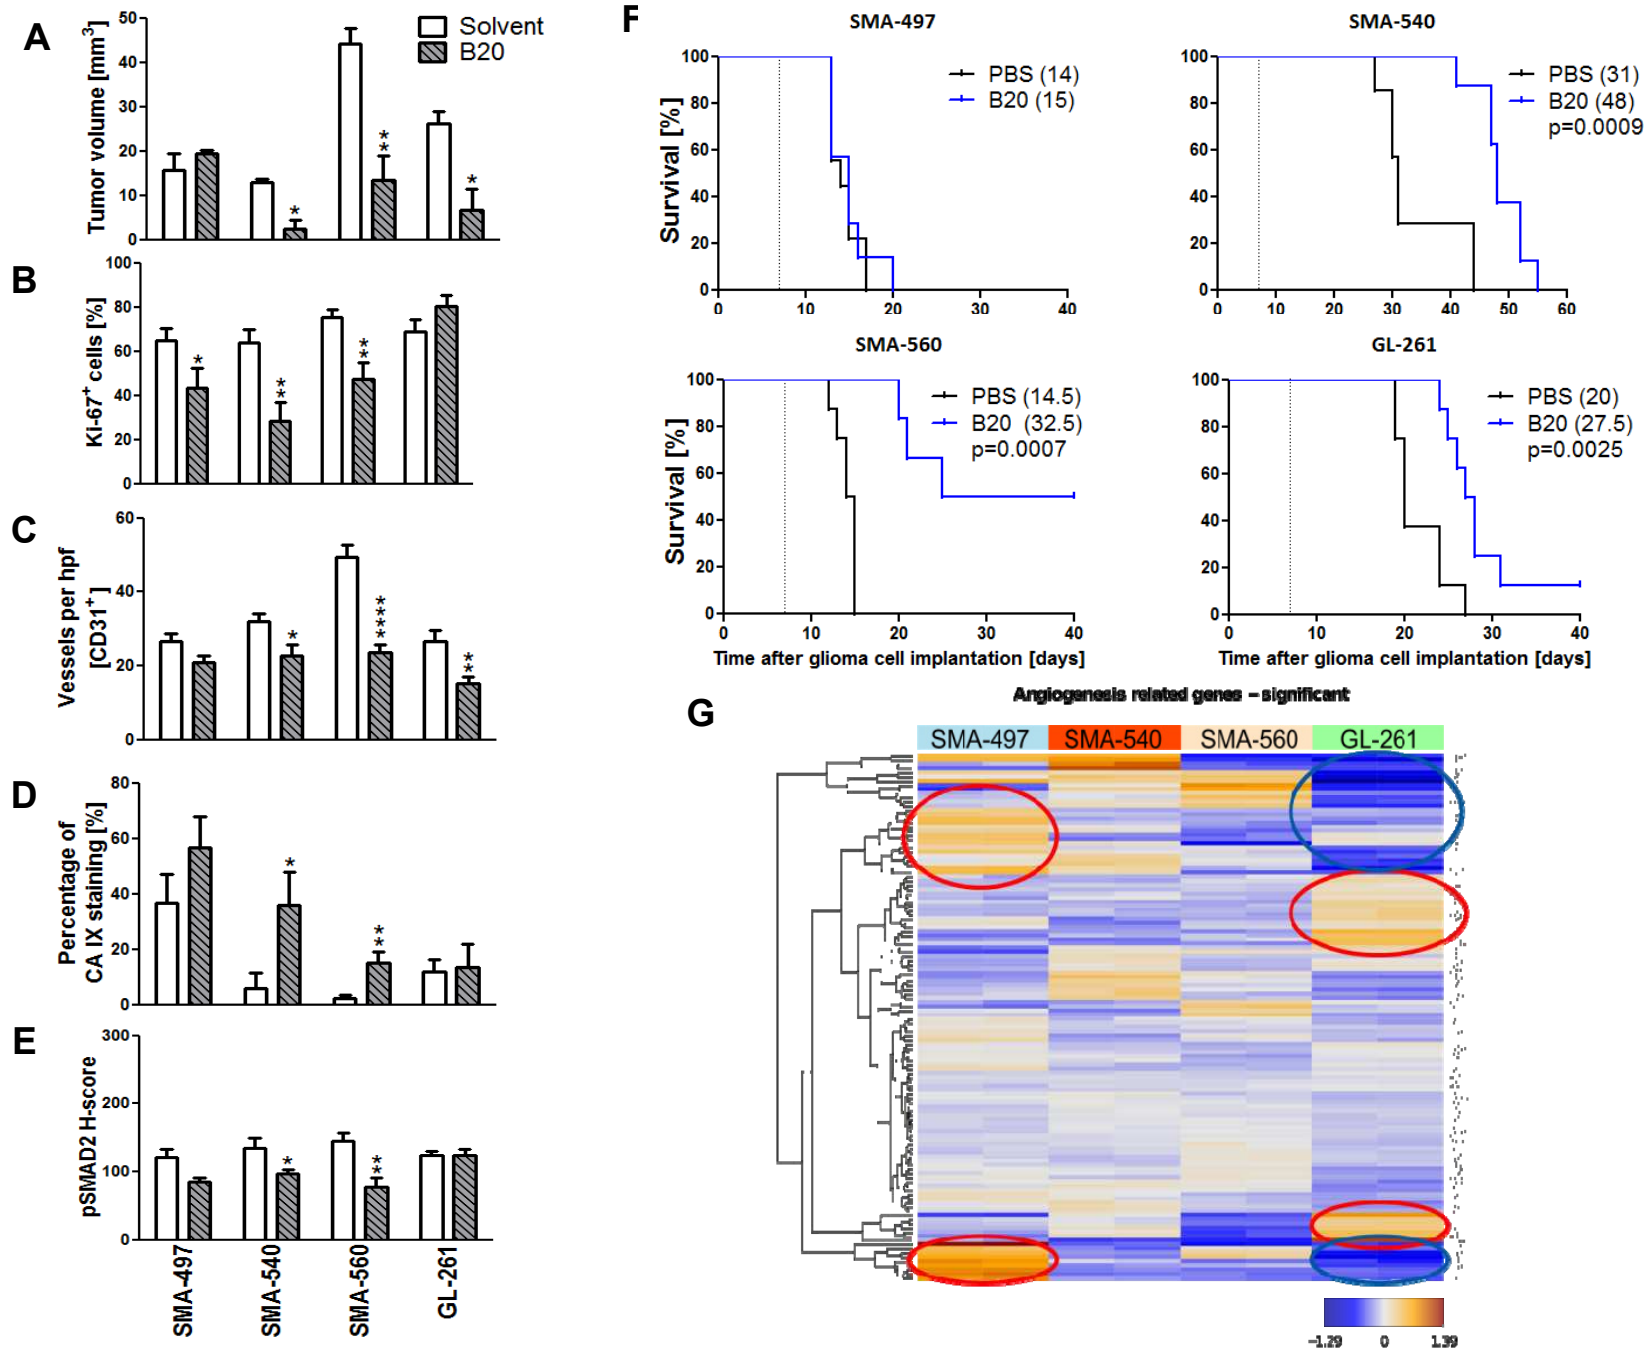 A
Tumor volume [mm³]
50
40
30
20
10
0
Solvent
B20
*
**
*
B
Ki-67⁺ cells [%]
100
80
60
40
20
0
*
**
**
C
Vessels per hpf
[CD31⁺]
60
40
20
0
*
****
**
D
Percentage of
CA IX staining [%]
80
60
40
20
0
*
**
E
pSMAD2 H-score
300
200
100
0
*
**
SMA-497
SMA-540
SMA-560
GL-261
F
SMA-497
Survival [%]
100
80
60
40
20
0
0 10 20 30 40
PBS (14)
B20 (15)
SMA-540
100
80
60
40
20
0
0 10 20 30 40 50 60
PBS (31)
B20 (48)
p=0.0009
SMA-560
Survival [%]
100
80
60
40
20
0
0 10 20 30 40
PBS (14.5)
B20 (32.5)
p=0.0007
Time after glioma cell implantation [days]
GL-261
100
80
60
40
20
0
0 10 20 30 40
PBS (20)
B20 (27.5)
p=0.0025
Time after glioma cell implantation [days]
G
Angiogenesis related genes – significant
SMA-497 SMA-540 SMA-560 GL-261
−1.29 0 1.39